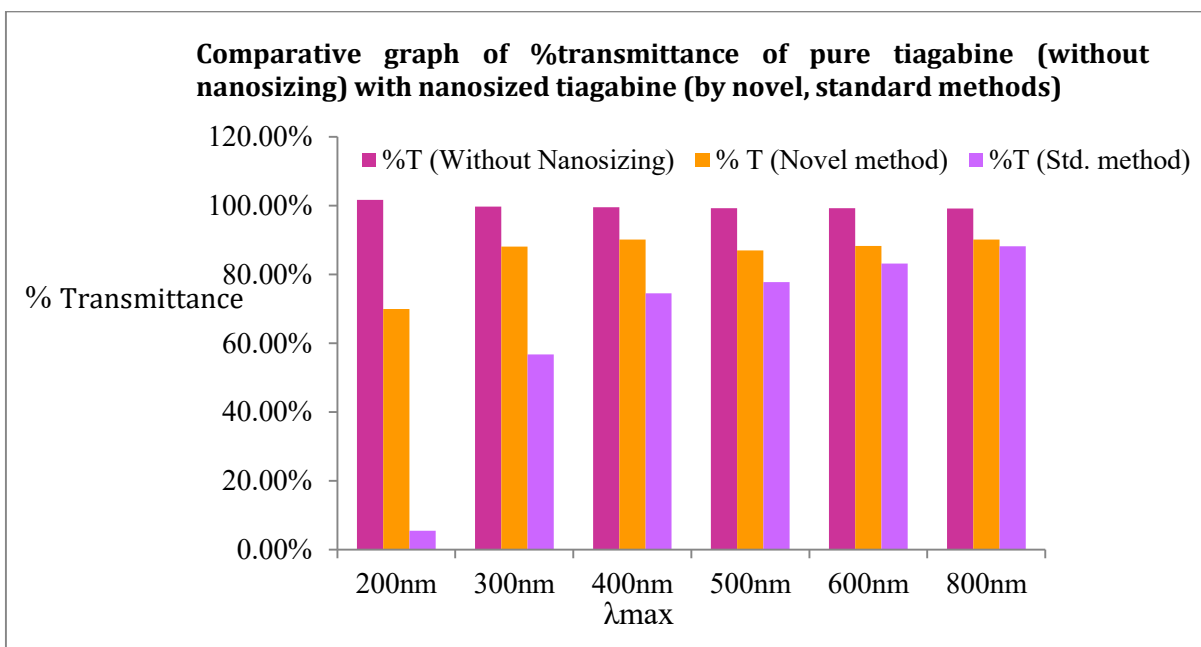 Comparative graph of %transmittance of pure tiagabine (without
nanosizing) with nanosized tiagabine (by novel, standard methods)
120.00%
%T (Without Nanosizing) % T (Novel method) %T (Std. method)
100.00%
80.00%
% Transmittance
60.00%
40.00%
20.00%
0.00%
200nm 300nm 400nm 500nm 600nm 800nm
λmax